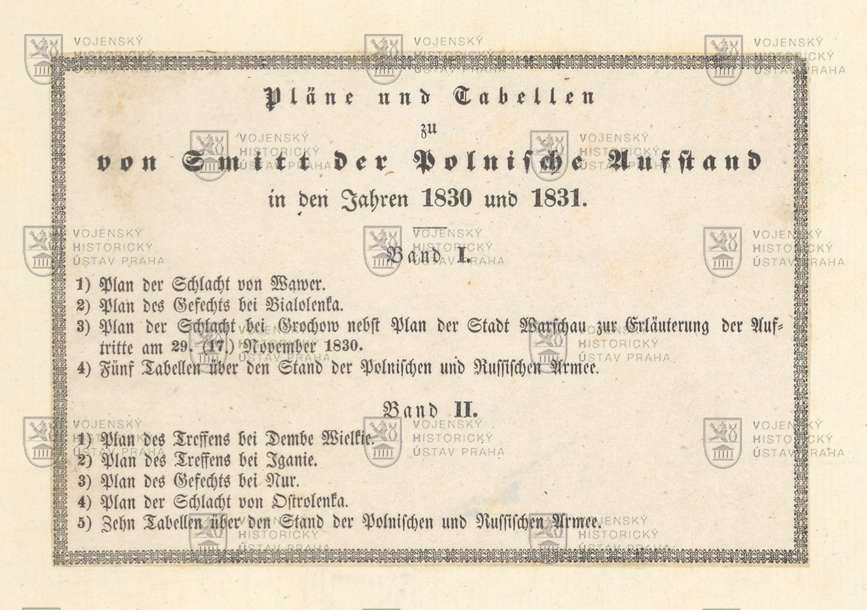 Pläne und Tabellen
zu
von Smitt der Polnische Aufstand
in den Jahren 1830 und 1831.
Band I.
1) Plan der Schlacht von Wawer.
2) Plan des Gefechts bei Bialolenka.
3) Plan der Schlacht bei Grochow nebst Plan der Stadt Warschau zur Erläuterung der Auf-
tritte am 29. (17.) November 1830.
4) Fünf Tabellen über den Stand der Polnischen und Russischen Armee.
Band II.
1) Plan des Treffens bei Dembe Wielkie.
2) Plan des Treffens bei Iganie.
3) Plan des Gefechts bei Nur.
4) Plan der Schlacht von Ostrolenka.
5) Zehn Tabellen über den Stand der Polnischen und Russischen Armee.
VOJENSKÝ
HISTORICKÝ
ÚSTAV PRAHA